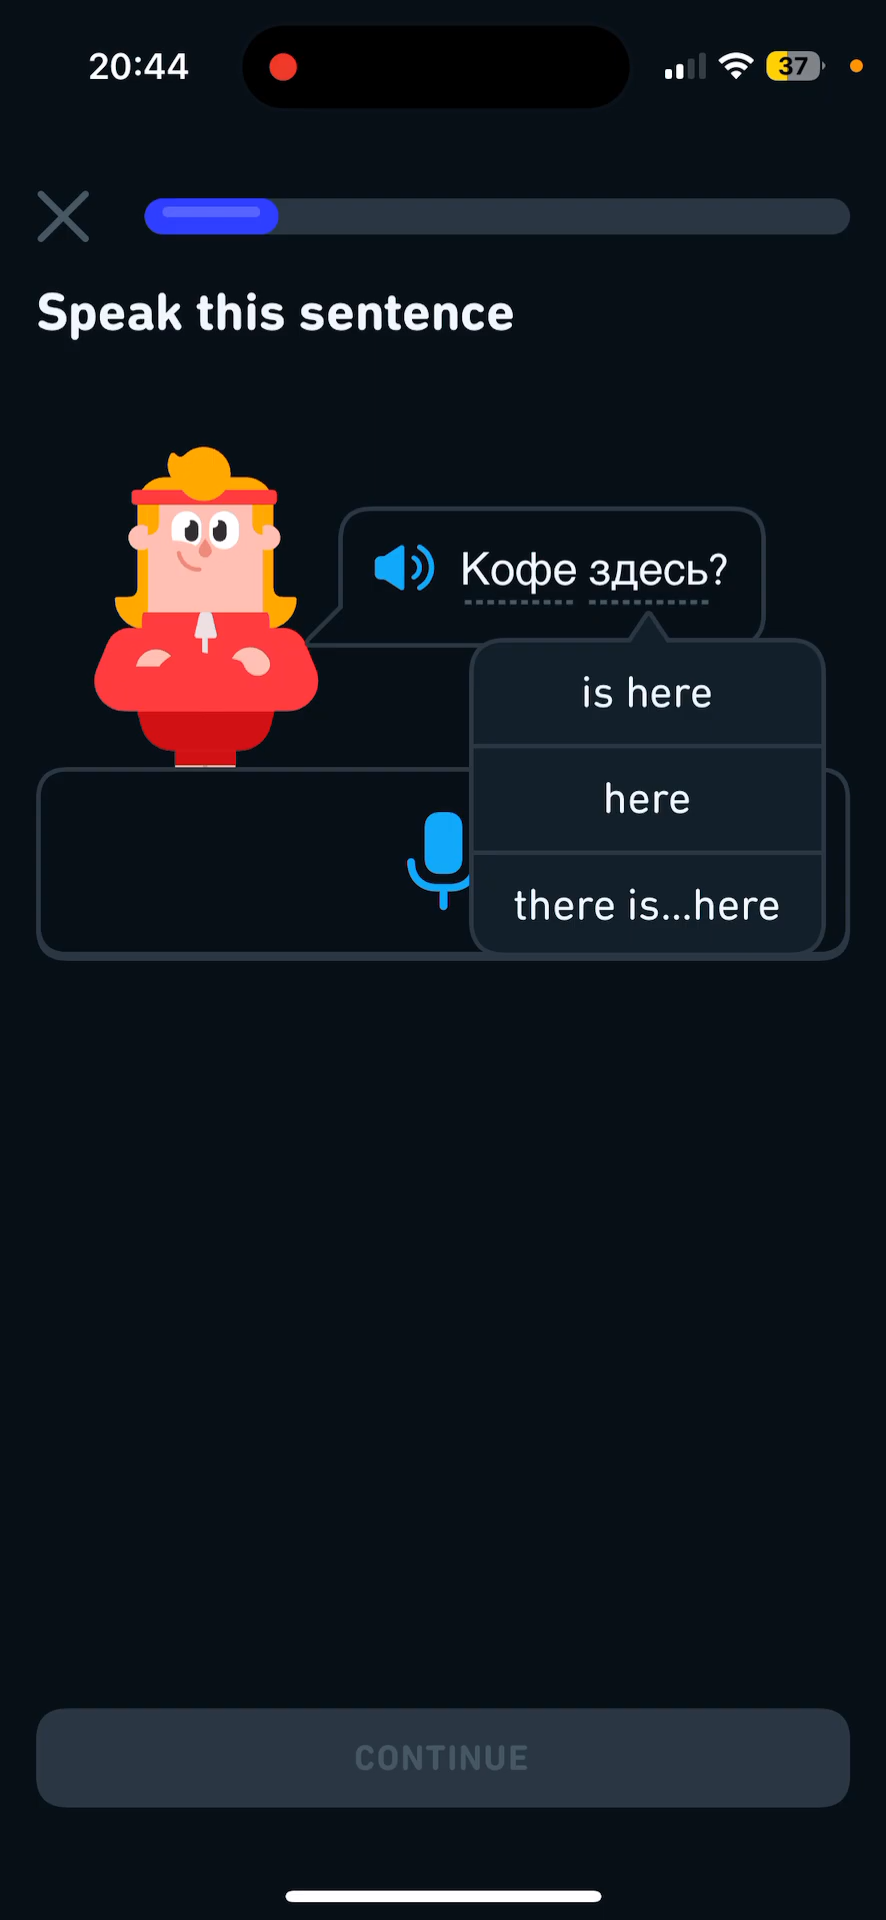 20:44
37
Speak this sentence
Кофе здесь?
is here
here
there is...here
CONTINUE